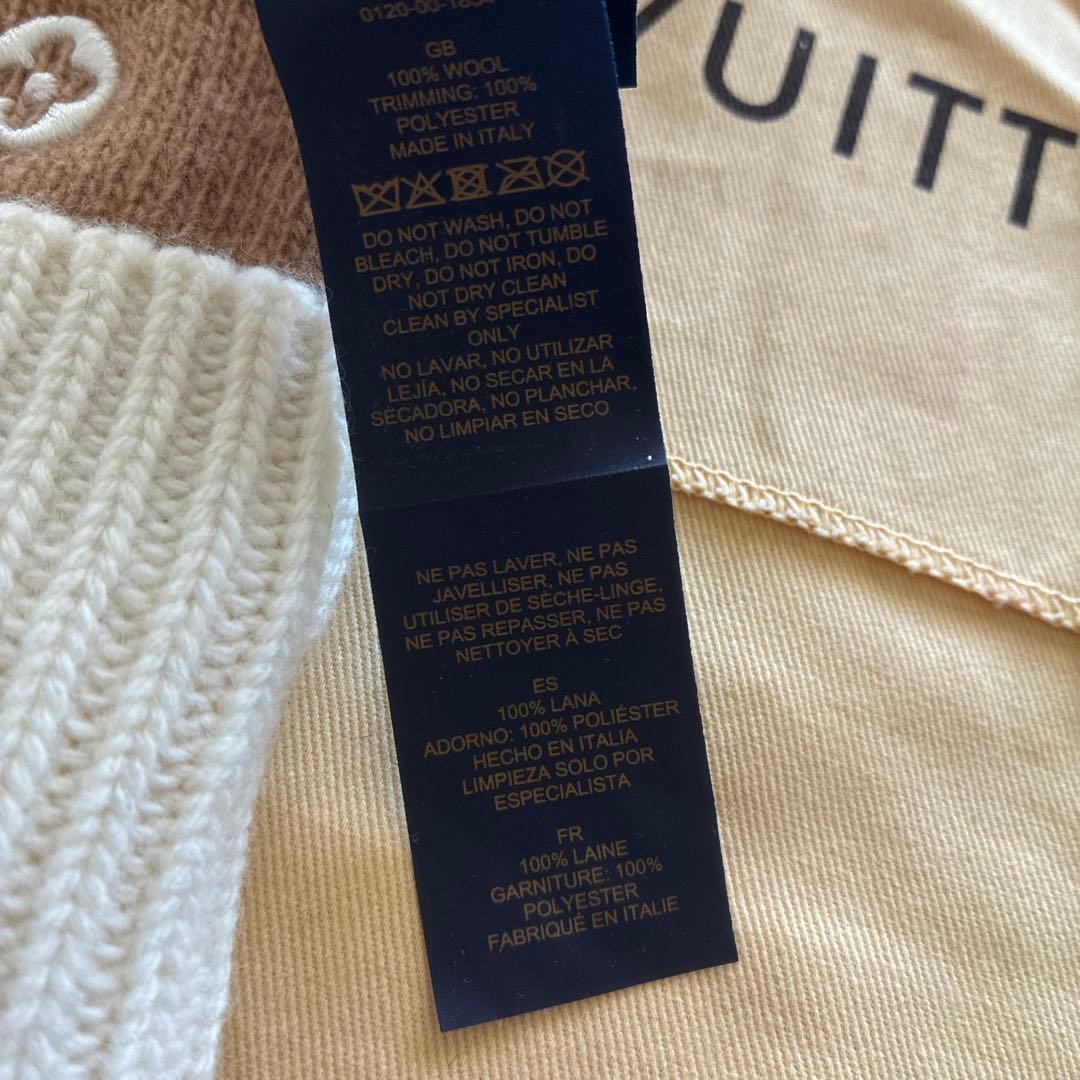 0120-00-1834
GB
100% WOOL
TRIMMING: 100%
POLYESTER
MADE IN ITALY
DO NOT WASH, DO NOT
BLEACH, DO NOT TUMBLE
DRY, DO NOT IRON, DO
NOT DRY CLEAN
CLEAN BY SPECIALIST
ONLY
NO LAVAR, NO UTILIZAR
LEJÍA, NO SECAR EN LA
SECADORA, NO PLANCHAR,
NO LIMPIAR EN SECO
NE PAS LAVER, NE PAS
JAVELLISER, NE PAS
UTILISER DE SÈCHE-LINGE,
NE PAS REPASSER, NE PAS
NETTOYER À SEC
ES
100% LANA
ADORNO: 100% POLIÉSTER
HECHO EN ITALIA
LIMPIEZA SOLO POR
ESPECIALISTA
FR
100% LAINE
GARNITURE: 100%
POLYESTER
FABRIQUÉ EN ITALIE
VUITT